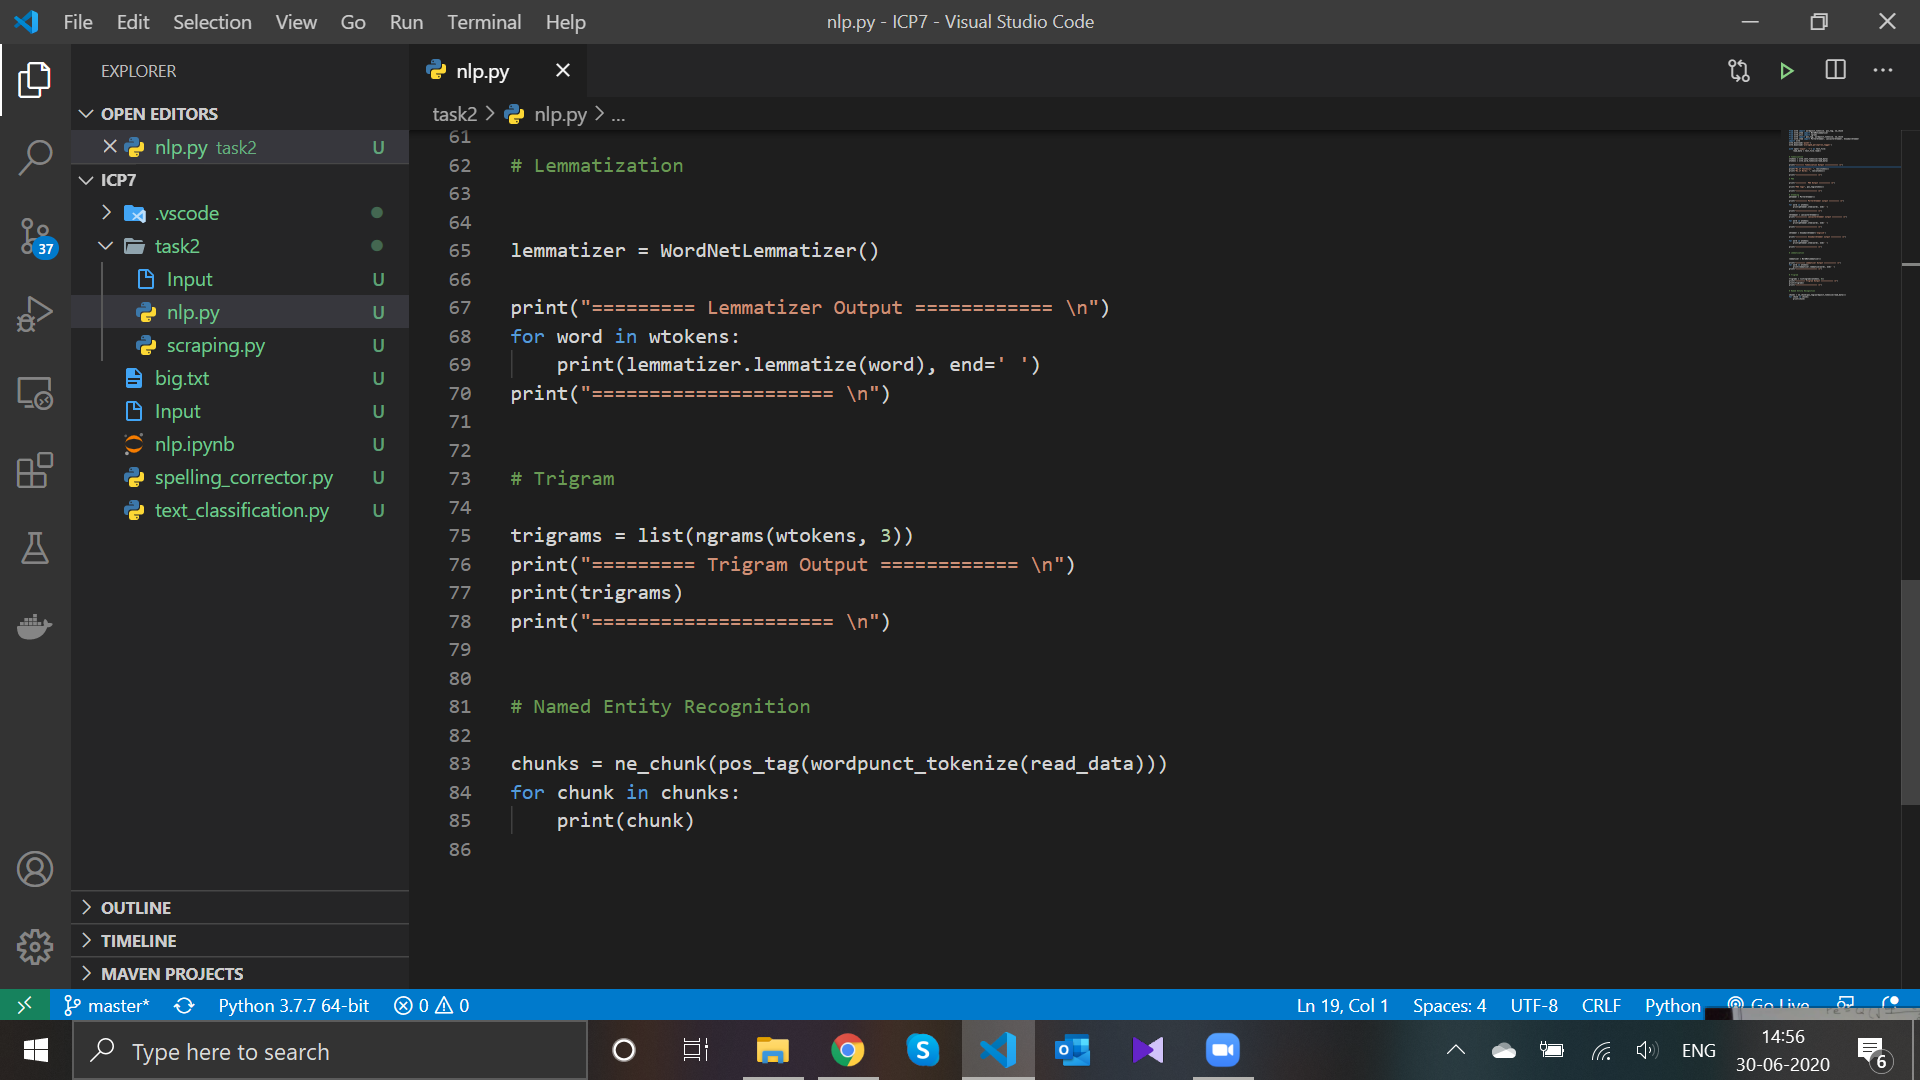 File Edit Selection View Go Run Terminal Help
nlp.py - ICP7 - Visual Studio Code
EXPLORER
OPEN EDITORS
nlp.py task2 U
ICP7
.vscode
task2
Input U
nlp.py U
scraping.py U
big.txt U
Input U
nlp.ipynb U
spelling_corrector.py U
text_classification.py U
OUTLINE
TIMELINE
MAVEN PROJECTS
37
nlp.py
task2 > nlp.py > ...
61
62 # Lemmatization
63
64
65 lemmatizer = WordNetLemmatizer()
66
67 print("========= Lemmatizer Output ============ \n")
68 for word in wtokens:
69     print(lemmatizer.lemmatize(word), end=' ')
70 print("===================== \n")
71
72
73 # Trigram
74
75 trigrams = list(ngrams(wtokens, 3))
76 print("========= Trigram Output ============ \n")
77 print(trigrams)
78 print("===================== \n")
79
80
81 # Named Entity Recognition
82
83 chunks = ne_chunk(pos_tag(wordpunct_tokenize(read_data)))
84 for chunk in chunks:
85     print(chunk)
86
master* Python 3.7.7 64-bit 0 0 Ln 19, Col 1 Spaces: 4 UTF-8 CRLF Python Go Live
Type here to search
ENG
14:56
30-06-2020
6